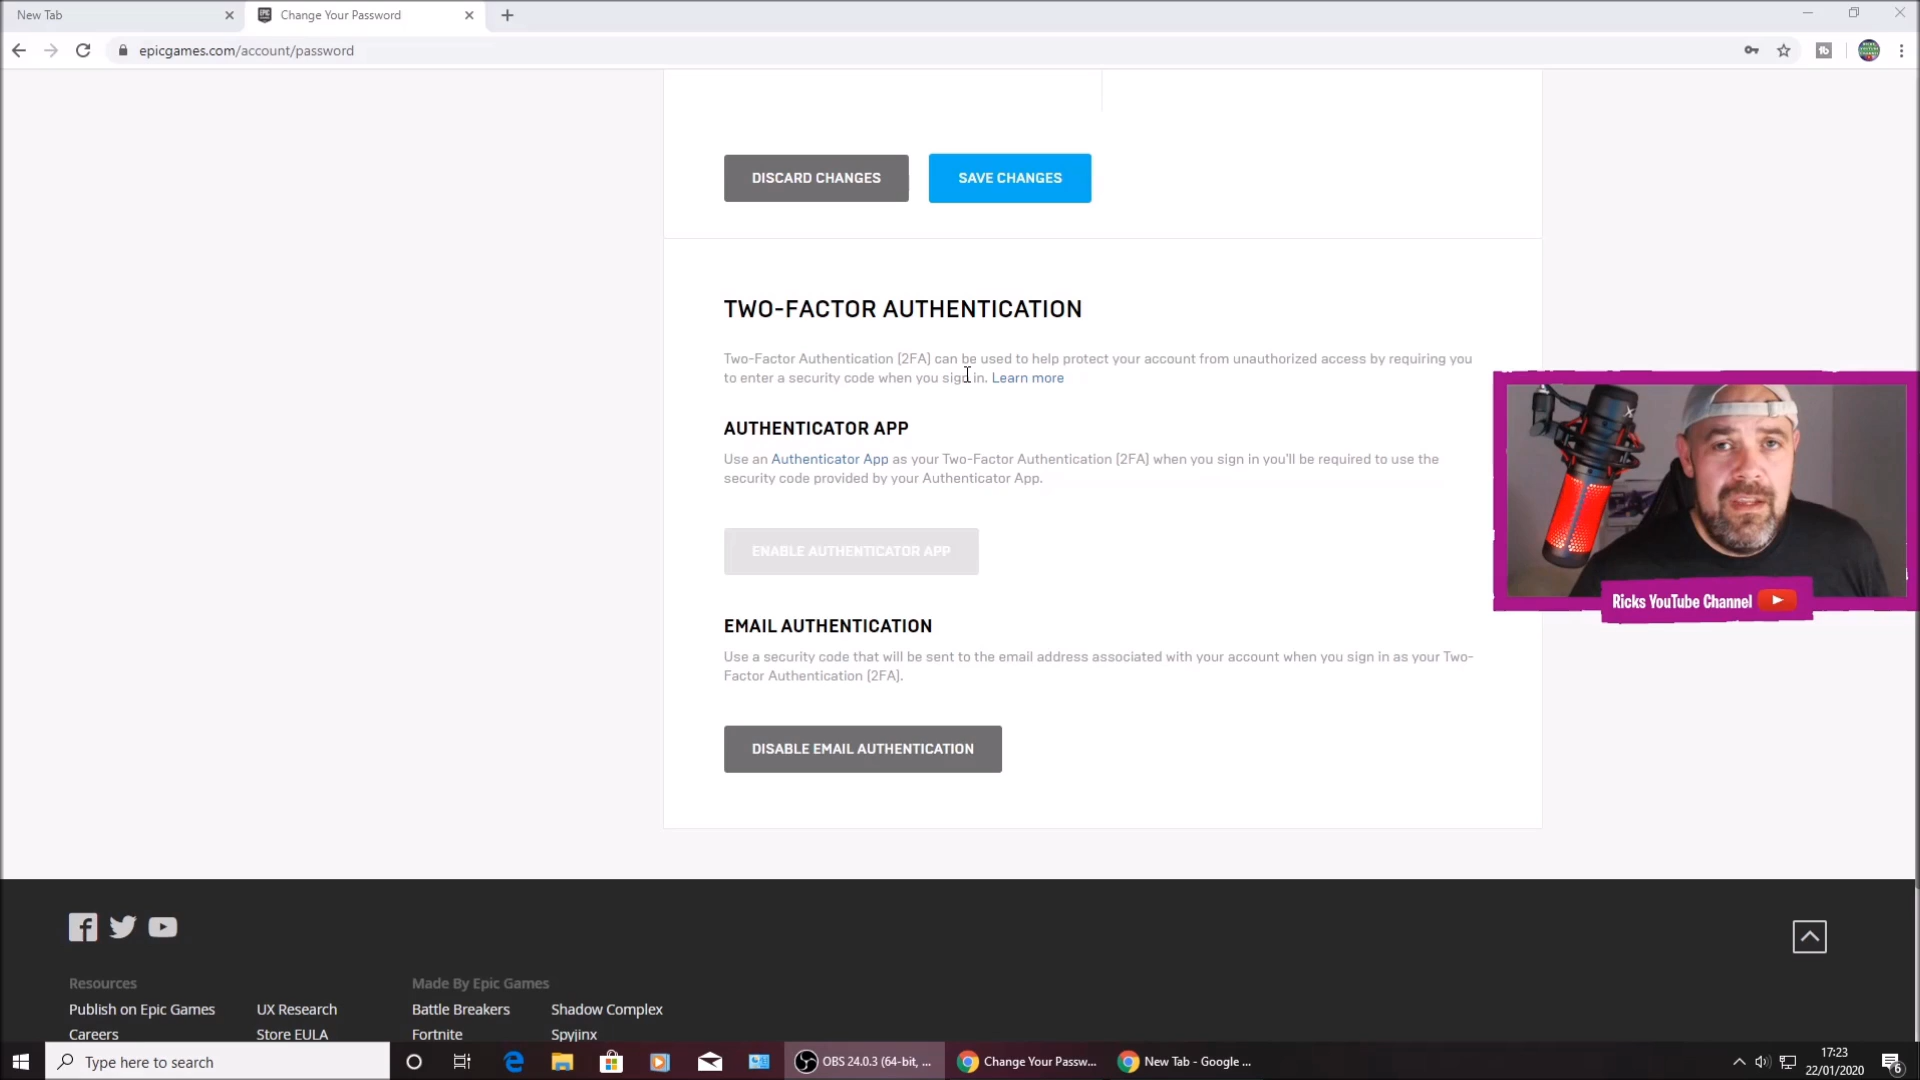 New Tab
Change Your Password
epicgames.com/account/password
DISCARD CHANGES
SAVE CHANGES
TWO-FACTOR AUTHENTICATION
Two-Factor Authentication (2FA) can be used to help protect your account from unauthorized access by requiring you
to enter a security code when you sign in. Learn more
AUTHENTICATOR APP
Use an Authenticator App as your Two-Factor Authentication (2FA) when you sign in you'll be required to use the
security code provided by your Authenticator App.
ENABLE AUTHENTICATOR APP
EMAIL AUTHENTICATION
Use a security code that will be sent to the email address associated with your account when you sign in as your Two-
Factor Authentication (2FA).
DISABLE EMAIL AUTHENTICATION
Ricks YouTube Channel
Resources
Made By Epic Games
Publish on Epic Games
UX Research
Battle Breakers
Shadow Complex
Careers
Store EULA
Fortnite
Spyjinx
Type here to search
OBS 24.0.3 (64-bit, ...
Change Your Passw...
New Tab - Google ...
17:23
22/01/2020
6